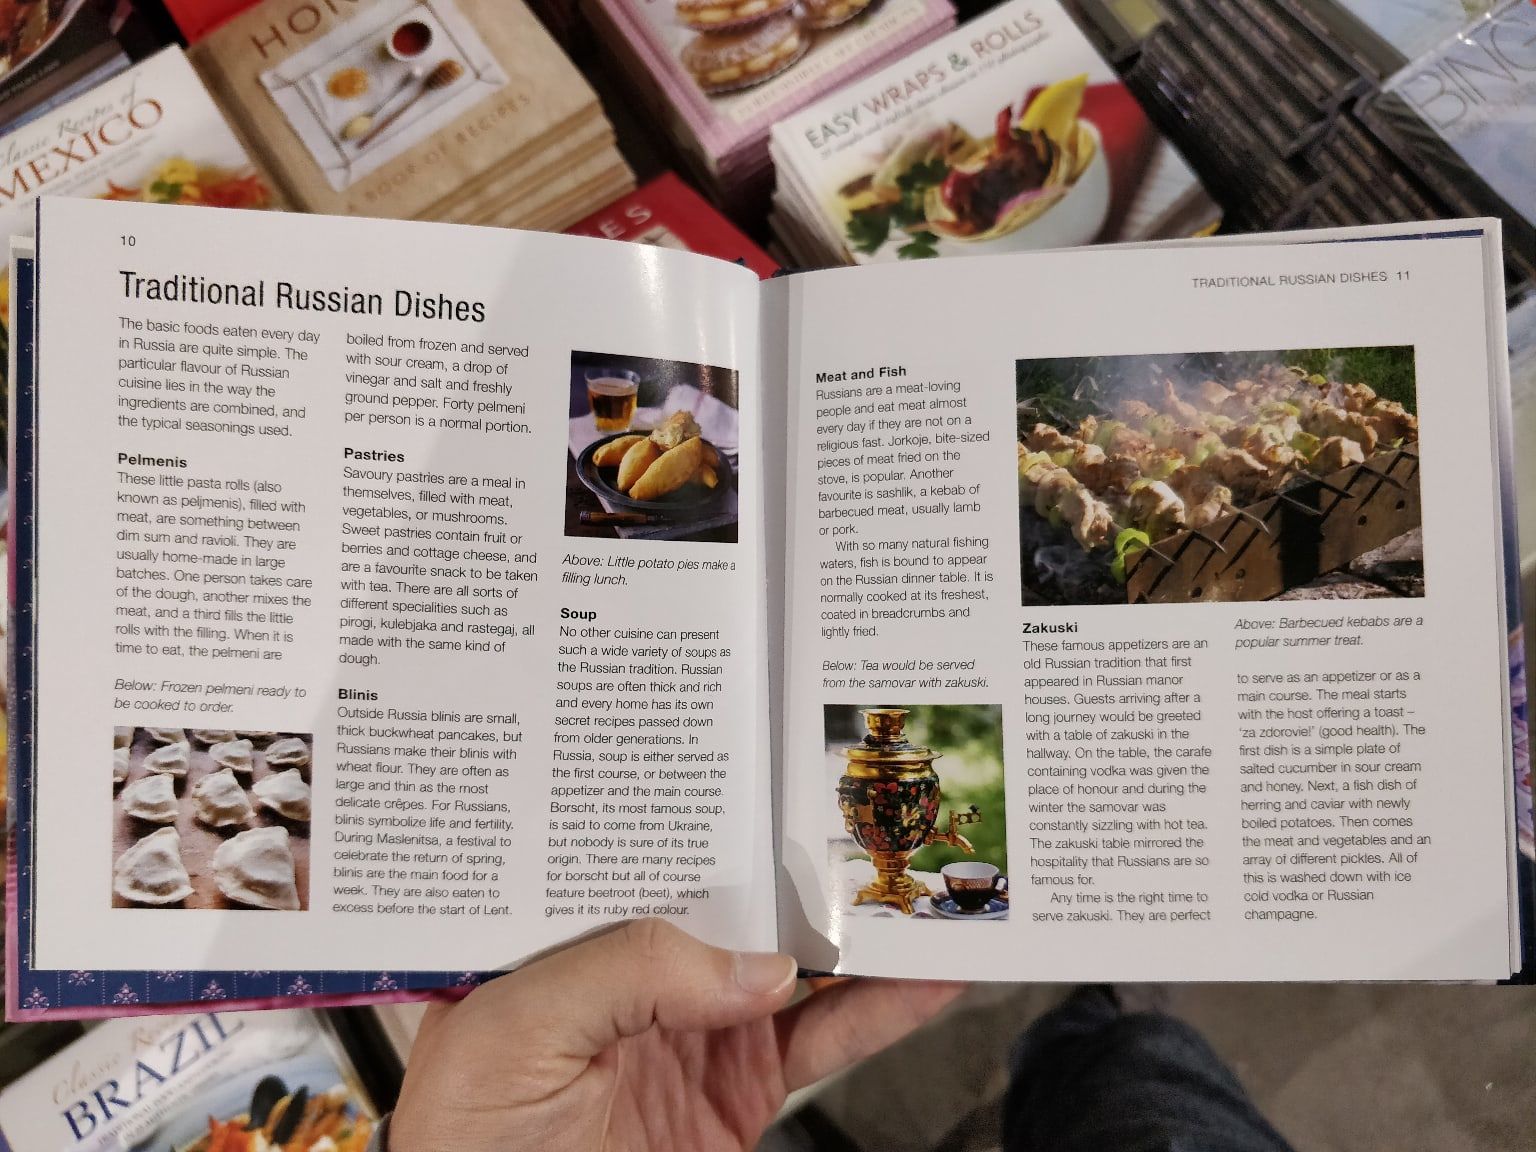 Classic Recipes of
MEXICO
A BOOK OF RECIPES
EASY WRAPS & ROLLS
10
Traditional Russian Dishes
The basic foods eaten every day
in Russia are quite simple. The
particular flavour of Russian
cuisine lies in the way the
ingredients are combined, and
the typical seasonings used.
Pelmenis
These little pasta rolls (also
known as peljmenis), filled with
meat, are something between
dim sum and ravioli. They are
usually home-made in large
batches. One person takes care
of the dough, another mixes the
meat, and a third fills the little
rolls with the filling. When it is
time to eat, the pelmeni are
Below: Frozen pelmeni ready to
be cooked to order.
boiled from frozen and served
with sour cream, a drop of
vinegar and salt and freshly
ground pepper. Forty pelmeni
per person is a normal portion.
Pastries
Savoury pastries are a meal in
themselves, filled with meat,
vegetables, or mushrooms.
Sweet pastries contain fruit or
berries and cottage cheese, and
are a favourite snack to be taken
with tea. There are all sorts of
different specialities such as
pirogi, kulebjaka and rastegaj, all
made with the same kind of
dough.
Blinis
Outside Russia blinis are small,
thick buckwheat pancakes, but
Russians make their blinis with
wheat flour. They are often as
large and thin as the most
delicate crêpes. For Russians,
blinis symbolize life and fertility.
During Maslenitsa, a festival to
celebrate the return of spring,
blinis are the main food for a
week. They are also eaten to
excess before the start of Lent.
Above: Little potato pies make a
filling lunch.
Soup
No other cuisine can present
such a wide variety of soups as
the Russian tradition. Russian
soups are often thick and rich
and every home has its own
secret recipes passed down
from older generations. In
Russia, soup is either served as
the first course, or between the
appetizer and the main course.
Borscht, its most famous soup,
is said to come from Ukraine,
but nobody is sure of its true
origin. There are many recipes
for borscht but all of course
feature beetroot (beet), which
gives it its ruby red colour.
TRADITIONAL RUSSIAN DISHES 11
Meat and Fish
Russians are a meat-loving
people and eat meat almost
every day if they are not on a
religious fast. Jorkoje, bite-sized
pieces of meat fried on the
stove, is popular. Another
favourite is sashlik, a kebab of
barbecued meat, usually lamb
or pork.
With so many natural fishing
waters, fish is bound to appear
on the Russian dinner table. It is
normally cooked at its freshest,
coated in breadcrumbs and
lightly fried.
Below: Tea would be served
from the samovar with zakuski.
Zakuski
These famous appetizers are an
old Russian tradition that first
appeared in Russian manor
houses. Guests arriving after a
long journey would be greeted
with a table of zakuski in the
hallway. On the table, the carafe
containing vodka was given the
place of honour and during the
winter the samovar was
constantly sizzling with hot tea.
The zakuski table mirrored the
hospitality that Russians are so
famous for.
Any time is the right time to
serve zakuski. They are perfect
Above: Barbecued kebabs are a
popular summer treat.
to serve as an appetizer or as a
main course. The meal starts
with the host offering a toast –
‘za zdorovie!’ (good health). The
first dish is a simple plate of
salted cucumber in sour cream
and honey. Next, a fish dish of
herring and caviar with newly
boiled potatoes. Then comes
the meat and vegetables and an
array of different pickles. All of
this is washed down with ice
cold vodka or Russian
champagne.
Classic
BRAZIL